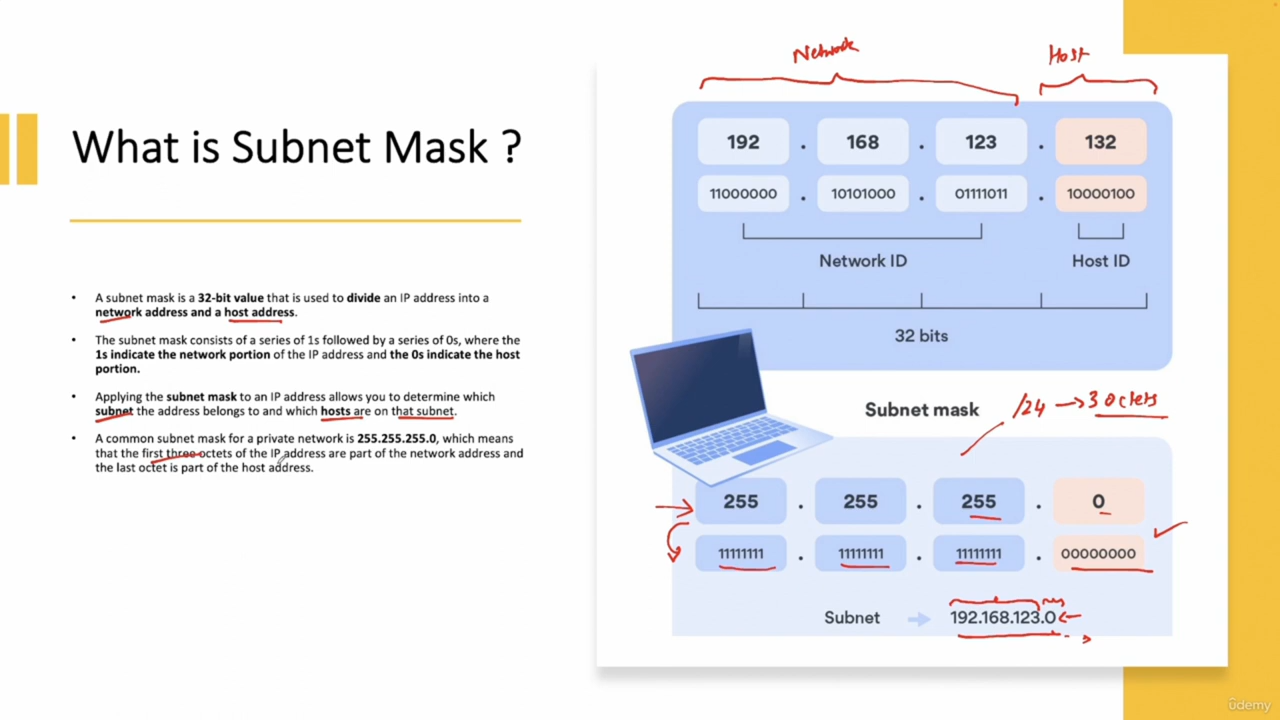 What is Subnet Mask ?
• A subnet mask is a 32-bit value that is used to divide an IP address into a
network address and a host address.
• The subnet mask consists of a series of 1s followed by a series of 0s, where the
1s indicate the network portion of the IP address and the 0s indicate the host
portion.
• Applying the subnet mask to an IP address allows you to determine which
subnet the address belongs to and which hosts are on that subnet.
• A common subnet mask for a private network is 255.255.255.0, which means
that the first three octets of the IP address are part of the network address and
the last octet is part of the host address.
Network Host
192 . 168 . 123 . 132
11000000 . 10101000 . 01111011 . 10000100
Network ID Host ID
32 bits
Subnet mask /24 → 3 octets
255 . 255 . 255 . 0
11111111 . 11111111 . 11111111 . 00000000
Subnet 192.168.123.0
ûdemy